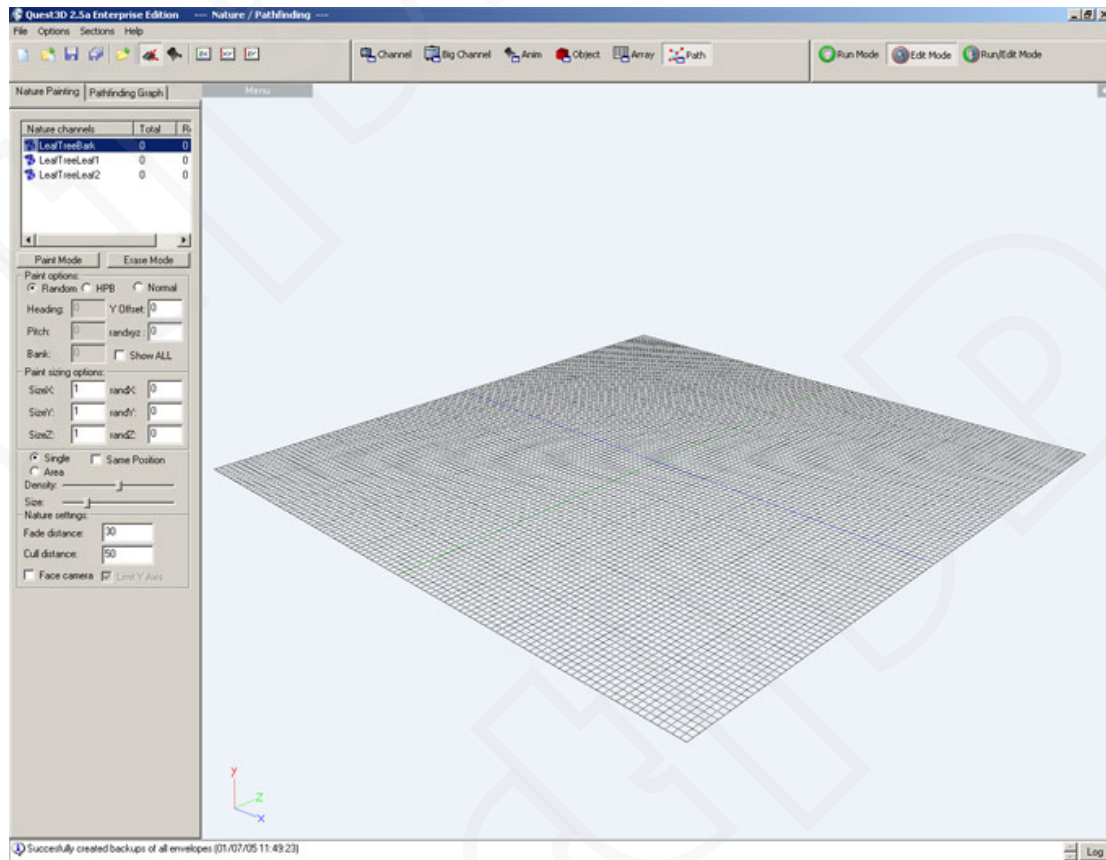 Quest3D 2.5a Enterprise Edition --- Nature / Pathfinding ---
File Options Sections Help
Channel Big Channel Anim Object Array Path Run Mode Edit Mode Run/Edit Mode
Nature Painting Pathfinding Graph Menu
Nature channels Total
LeafTreeBark 0 0
LeafTreeLeaf1 0 0
LeafTreeLeaf2 0 0
Paint Mode Erase Mode
Paint options:
Random HPB Normal
Heading: 0 Y Offset: 0
Pitch: 0 randxyz : 0
Bank: 0 Show ALL
Paint sizing options:
SizeX: 1 randX: 0
SizeY: 1 randY: 0
SizeZ: 1 randZ: 0
Single Same Position
Area
Density:
Size:
Nature settings:
Fade distance: 30
Cull distance: 50
Face camera Limit Y Axis
y
z
x
Succesfully created backups of all envelopes (01/07/05 11:49:23) Log